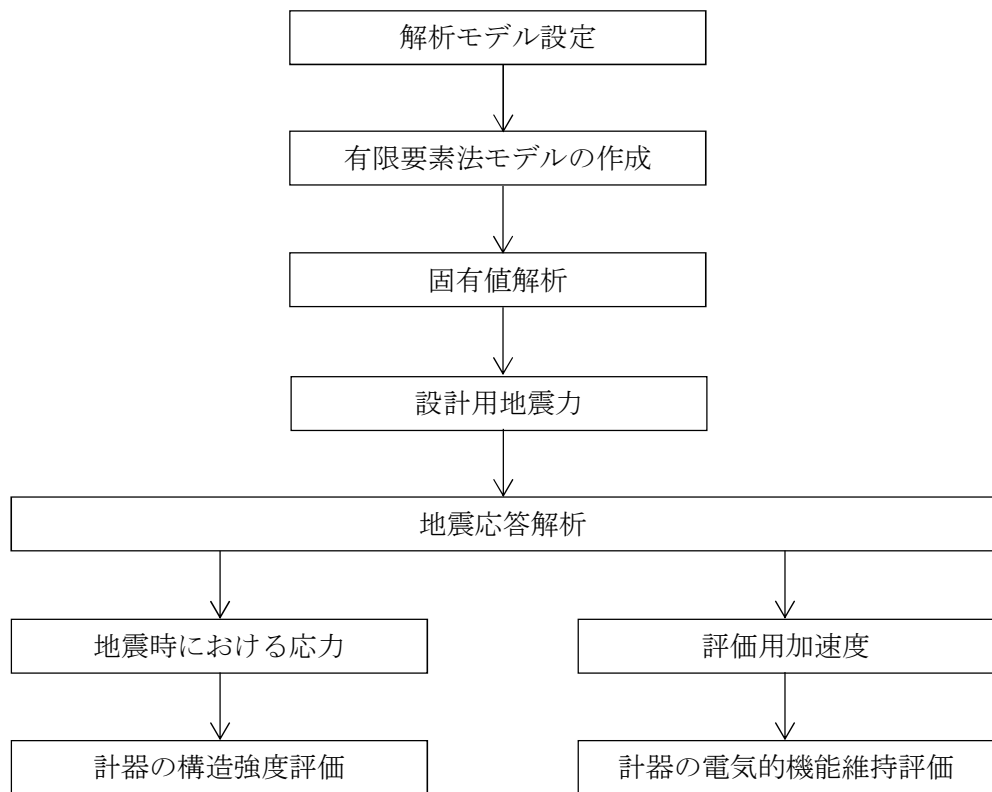 解析モデル設定
有限要素法モデルの作成
固有値解析
設計用地震力
地震応答解析
地震時における応力
評価用加速度
計器の構造強度評価
計器の電気的機能維持評価